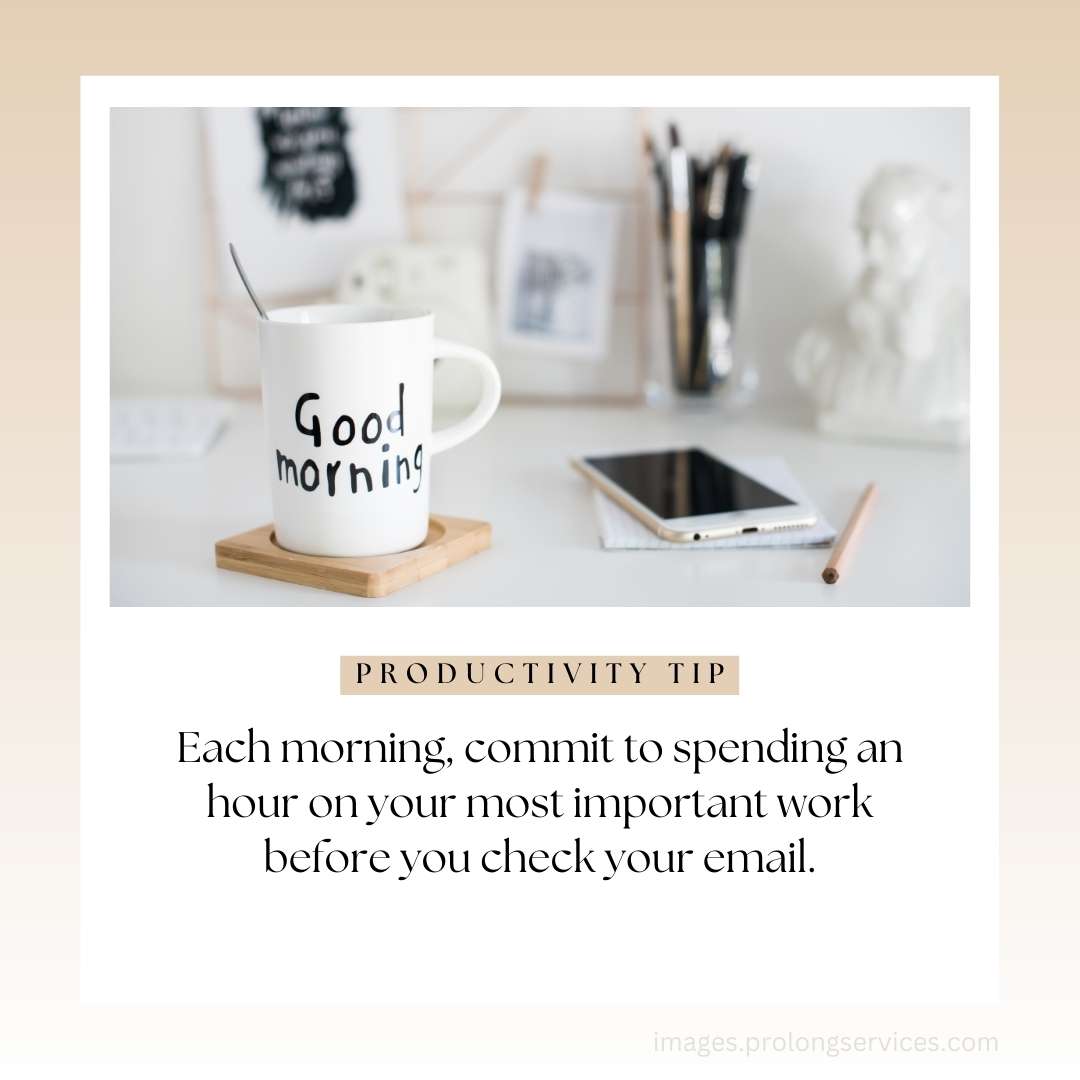 Good
morning
PRODUCTIVITY TIP
Each morning, commit to spending an
hour on your most important work
before you check your email.
images.prolongservices.com